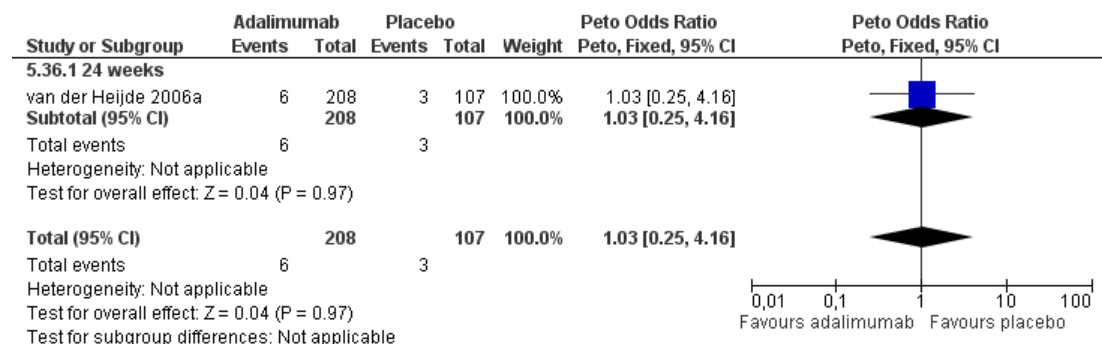 Adalimumab Placebo Peto Odds Ratio Peto Odds Ratio
Study or Subgroup Events Total Events Total Weight Peto, Fixed, 95% CI Peto, Fixed, 95% CI
5.36.1 24 weeks
van der Heijde 2006a 6 208 3 107 100.0% 1.03 [0.25, 4.16]
Subtotal (95% CI) 208 107 100.0% 1.03 [0.25, 4.16]
Total events 6 3
Heterogeneity: Not applicable
Test for overall effect: Z = 0.04 (P = 0.97)
Total (95% CI) 208 107 100.0% 1.03 [0.25, 4.16]
Total events 6 3
Heterogeneity: Not applicable
Test for overall effect: Z = 0.04 (P = 0.97)
Test for subgroup differences: Not applicable
0,01 0,1 1 10 100
Favours adalimumab Favours placebo